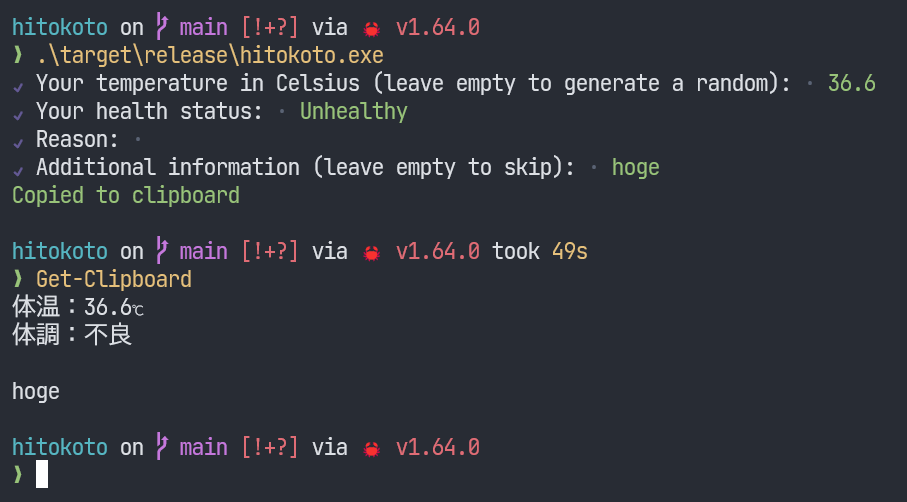 hitokoto on main [!+?] via 🦀 v1.64.0
❯ .\target\release\hitokoto.exe
✓ Your temperature in Celsius (leave empty to generate a random): · 36.6
✓ Your health status: · Unhealthy
✓ Reason: ·
✓ Additional information (leave empty to skip): · hoge
Copied to clipboard
hitokoto on main [!+?] via 🦀 v1.64.0 took 49s
❯ Get-Clipboard
体温：36.6℃
体調：不良
hoge
hitokoto on main [!+?] via 🦀 v1.64.0
❯